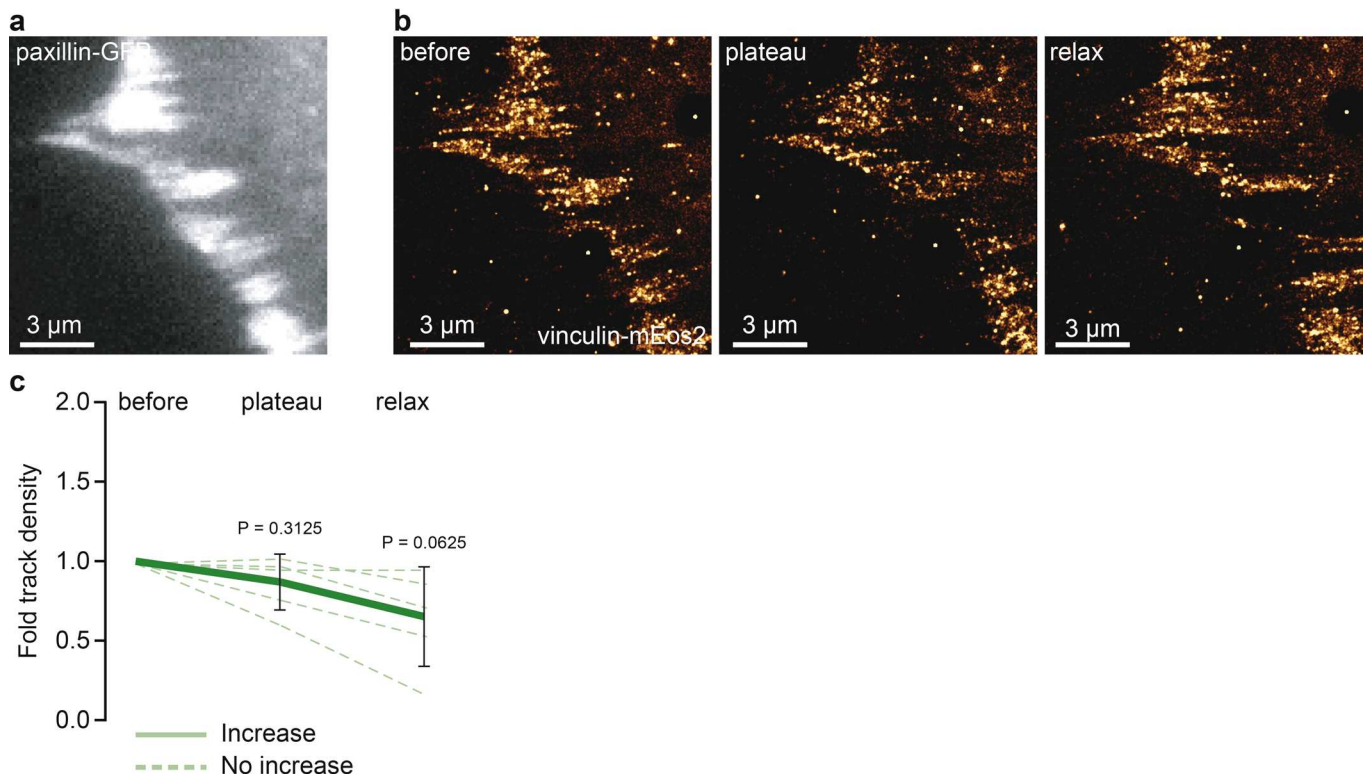 a
paxillin-GFP
3 µm
b
before
3 µm
vinculin-mEos2
plateau
3 µm
relax
3 µm
c
before plateau relax
Fold track density
2.0
1.5
1.0
0.5
0.0
P = 0.3125
P = 0.0625
Increase
No increase